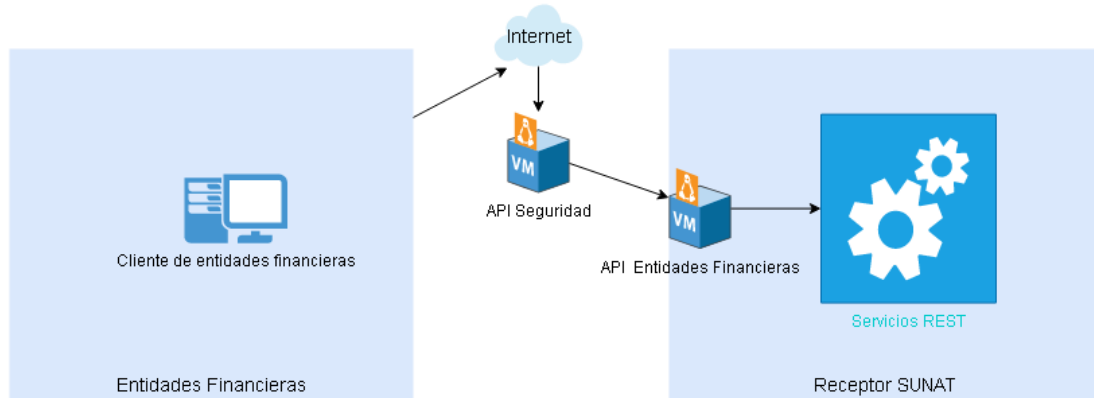 Internet
VM
API Seguridad
VM
API Entidades Financieras
Cliente de entidades financieras
Servicios REST
Entidades Financieras
Receptor SUNAT